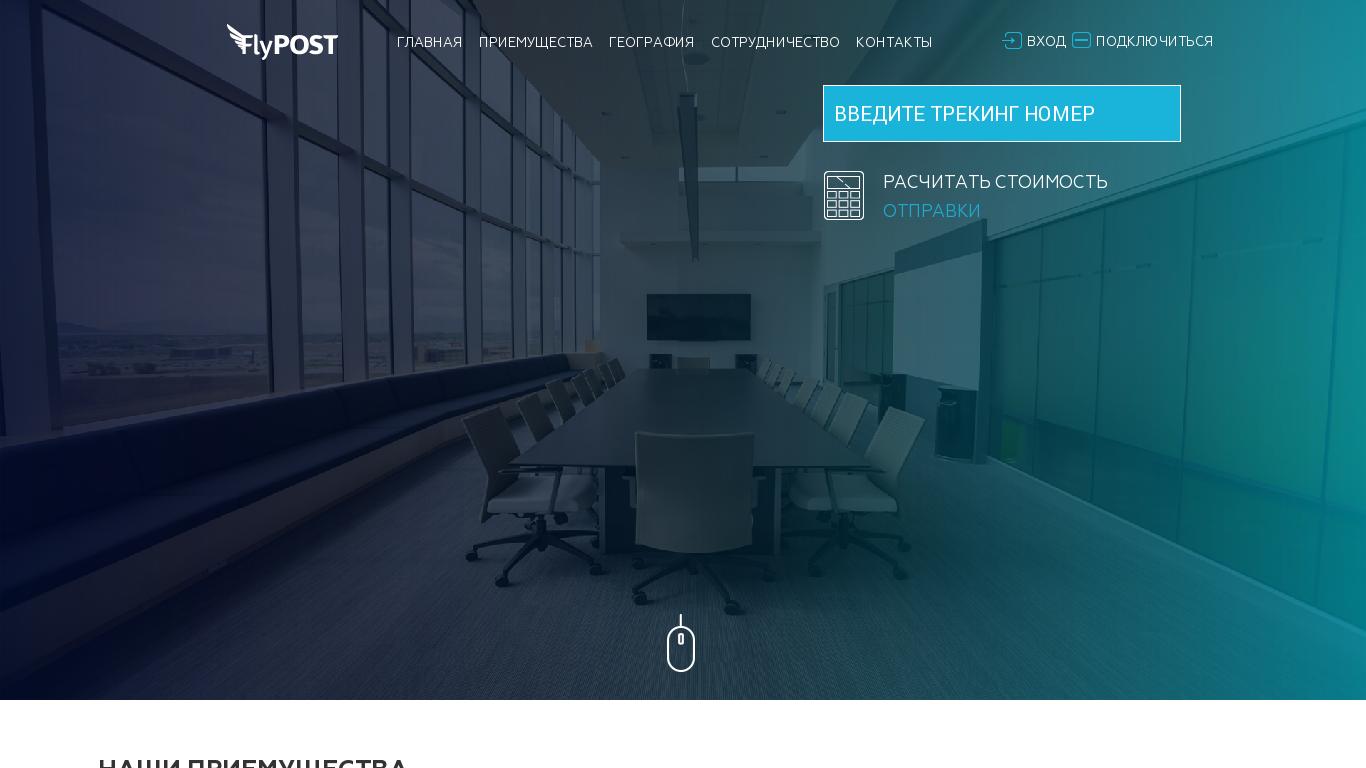 FlyPOST
ГЛАВНАЯ ПРИЕМУЩЕСТВА ГЕОГРАФИЯ СОТРУДНИЧЕСТВО КОНТАКТЫ
ВХОД ПОДКЛЮЧИТЬСЯ
ВВЕДИТЕ ТРЕКИНГ НОМЕР
РАСЧИТАТЬ СТОИМОСТЬ
ОТПРАВКИ
НАШИ ПРИЕМУЩЕСТВА